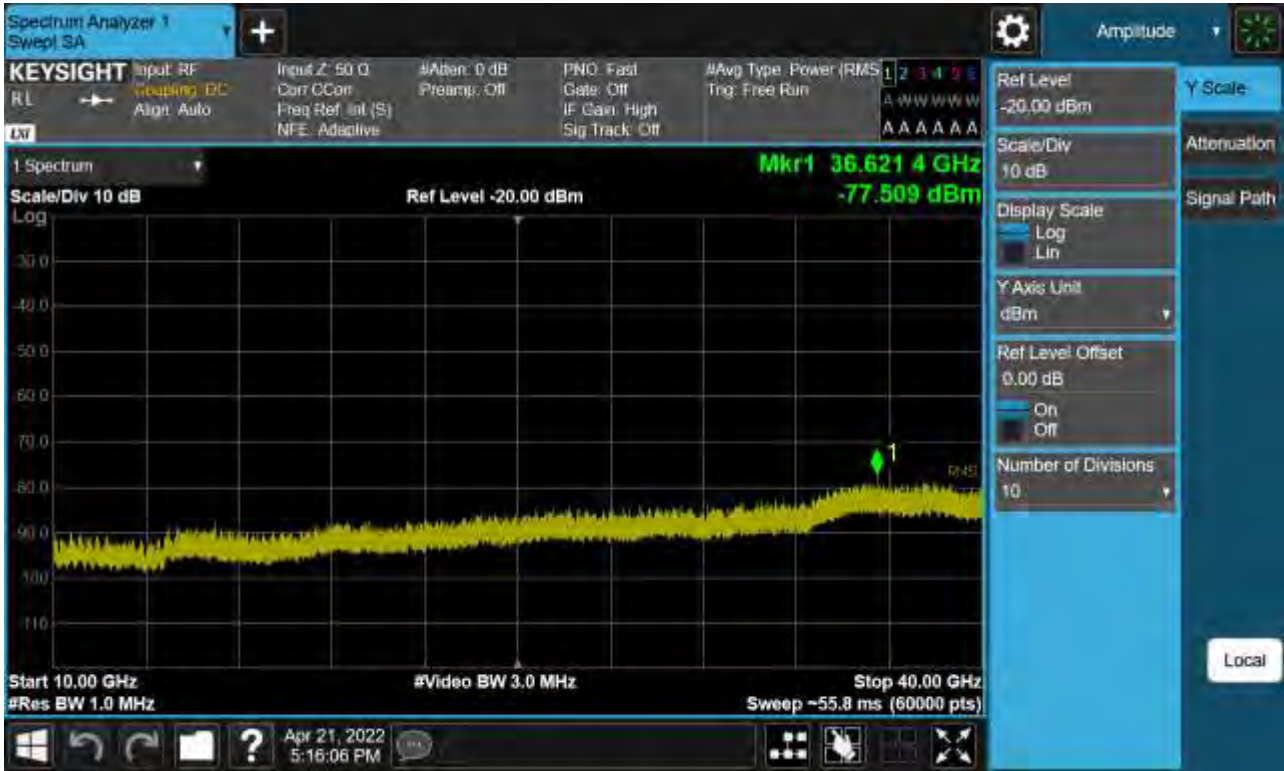 Spectrum Analyzer 1
Swept SA
+
Amplitude
KEYSIGHT
RL
LXI
Input: RF
Coupling: DC
Align: Auto
Input Z: 50 Ω
Corr CCorr
Freq Ref: Int (S)
NFE: Adaptive
#Atten: 0 dB
Preamp: Off
PNO: Fast
Gate: Off
IF Gain: High
Sig Track: Off
#Avg Type: Power (RMS
Trig: Free Run
1 2 3 4 5 6
A W W W W W
A A A A A A
1 Spectrum
Mkr1 36.621 4 GHz
Scale/Div 10 dB
Ref Level -20.00 dBm
-77.509 dBm
Log
-30.0
-40.0
-50.0
-60.0
-70.0
1
RMS
-80.0
-90.0
-100
-110
Start 10.00 GHz
#Video BW 3.0 MHz
Stop 40.00 GHz
#Res BW 1.0 MHz
Sweep ~55.8 ms (60000 pts)
Ref Level
-20.00 dBm
Scale/Div
10 dB
Display Scale
Log
Lin
Y Axis Unit
dBm
Ref Level Offset
0.00 dB
On
Off
Number of Divisions
10
Y Scale
Attenuation
Signal Path
Local
?
Apr 21, 2022
5:16:06 PM